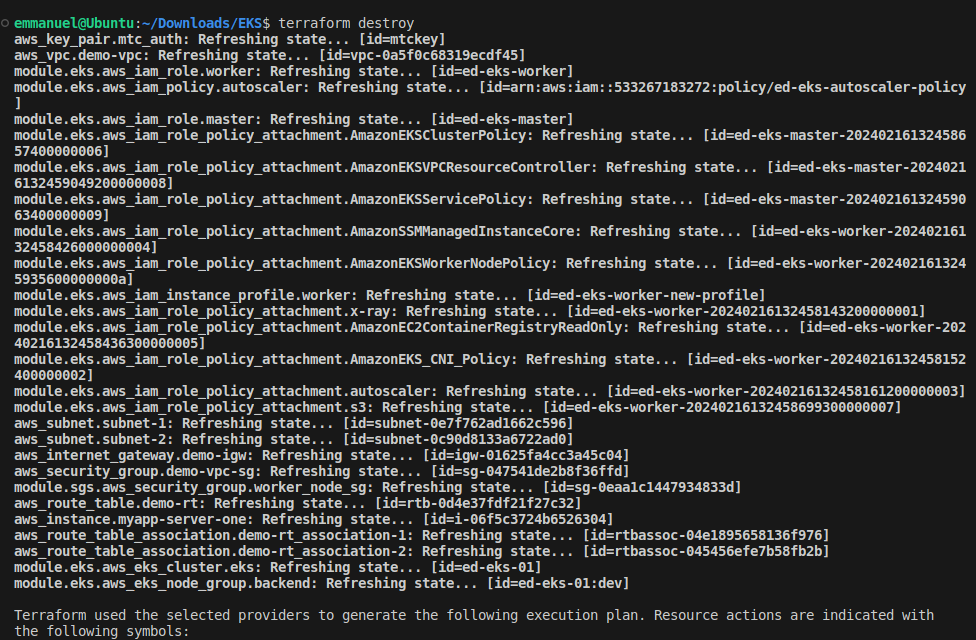 emmanuel@Ubuntu:~/Downloads/EKS$ terraform destroy
aws_key_pair.mtc_auth: Refreshing state... [id=mtckey]
aws_vpc.demo-vpc: Refreshing state... [id=vpc-0a5f0c68319ecdf45]
module.eks.aws_iam_role.worker: Refreshing state... [id=ed-eks-worker]
module.eks.aws_iam_policy.autoscaler: Refreshing state... [id=arn:aws:iam::533267183272:policy/ed-eks-autoscaler-policy
]
module.eks.aws_iam_role.master: Refreshing state... [id=ed-eks-master]
module.eks.aws_iam_role_policy_attachment.AmazonEKSClusterPolicy: Refreshing state... [id=ed-eks-master-202402161324586
57400000006]
module.eks.aws_iam_role_policy_attachment.AmazonEKSVPCResourceController: Refreshing state... [id=ed-eks-master-2024021
6132459049200000008]
module.eks.aws_iam_role_policy_attachment.AmazonEKSServicePolicy: Refreshing state... [id=ed-eks-master-202402161324590
63400000009]
module.eks.aws_iam_role_policy_attachment.AmazonSSMManagedInstanceCore: Refreshing state... [id=ed-eks-worker-202402161
32458426000000004]
module.eks.aws_iam_role_policy_attachment.AmazonEKSWorkerNodePolicy: Refreshing state... [id=ed-eks-worker-202402161324
5935600000000a]
module.eks.aws_iam_instance_profile.worker: Refreshing state... [id=ed-eks-worker-new-profile]
module.eks.aws_iam_role_policy_attachment.x-ray: Refreshing state... [id=ed-eks-worker-20240216132458143200000001]
module.eks.aws_iam_role_policy_attachment.AmazonEC2ContainerRegistryReadOnly: Refreshing state... [id=ed-eks-worker-202
40216132458436300000005]
module.eks.aws_iam_role_policy_attachment.AmazonEKS_CNI_Policy: Refreshing state... [id=ed-eks-worker-20240216132458152
400000002]
module.eks.aws_iam_role_policy_attachment.autoscaler: Refreshing state... [id=ed-eks-worker-20240216132458161200000003]
module.eks.aws_iam_role_policy_attachment.s3: Refreshing state... [id=ed-eks-worker-20240216132458699300000007]
aws_subnet.subnet-1: Refreshing state... [id=subnet-0e7f762ad1662c596]
aws_subnet.subnet-2: Refreshing state... [id=subnet-0c90d8133a6722ad0]
aws_internet_gateway.demo-igw: Refreshing state... [id=igw-01625fa4cc3a45c04]
aws_security_group.demo-vpc-sg: Refreshing state... [id=sg-047541de2b8f36ffd]
module.sgs.aws_security_group.worker_node_sg: Refreshing state... [id=sg-0eaa1c1447934833d]
aws_route_table.demo-rt: Refreshing state... [id=rtb-0d4e37fdf21f27c32]
aws_instance.myapp-server-one: Refreshing state... [id=i-06f5c3724b6526304]
aws_route_table_association.demo-rt_association-1: Refreshing state... [id=rtbassoc-04e1895658136f976]
aws_route_table_association.demo-rt_association-2: Refreshing state... [id=rtbassoc-045456efe7b58fb2b]
module.eks.aws_eks_cluster.eks: Refreshing state... [id=ed-eks-01]
module.eks.aws_eks_node_group.backend: Refreshing state... [id=ed-eks-01:dev]
Terraform used the selected providers to generate the following execution plan. Resource actions are indicated with
the following symbols: